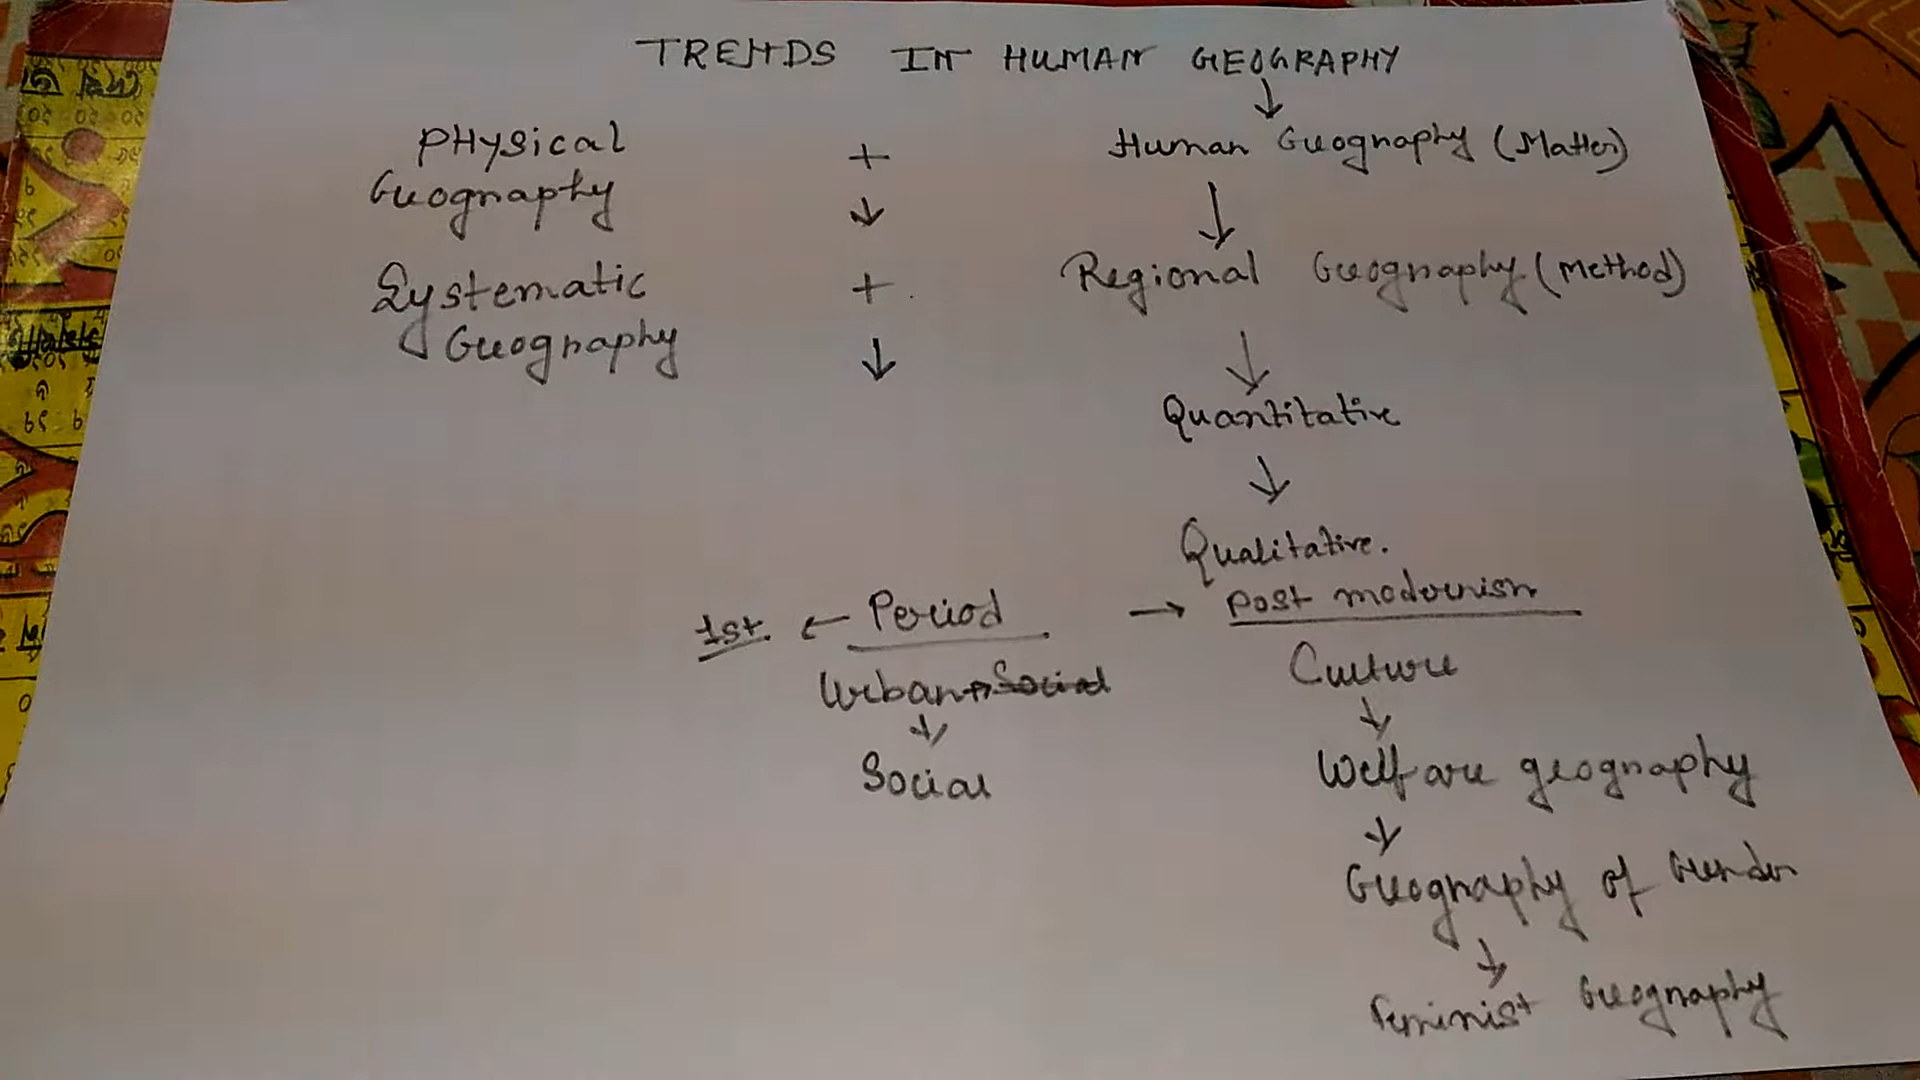 TRENDS IN HUMAN GEOGRAPHY
↓
PHysical + Human Geography (Matter)
Geography ↓ ↓
Systematic + Regional Geography (Method)
Geography ↓ ↓
Quantitative
↓
Qualitative.
1st. ← Period → Post modernism
Urban → Social Culture
↓ ↓
Social Welfare geography
↓
Geography of Gender
↓
Feminist Geography